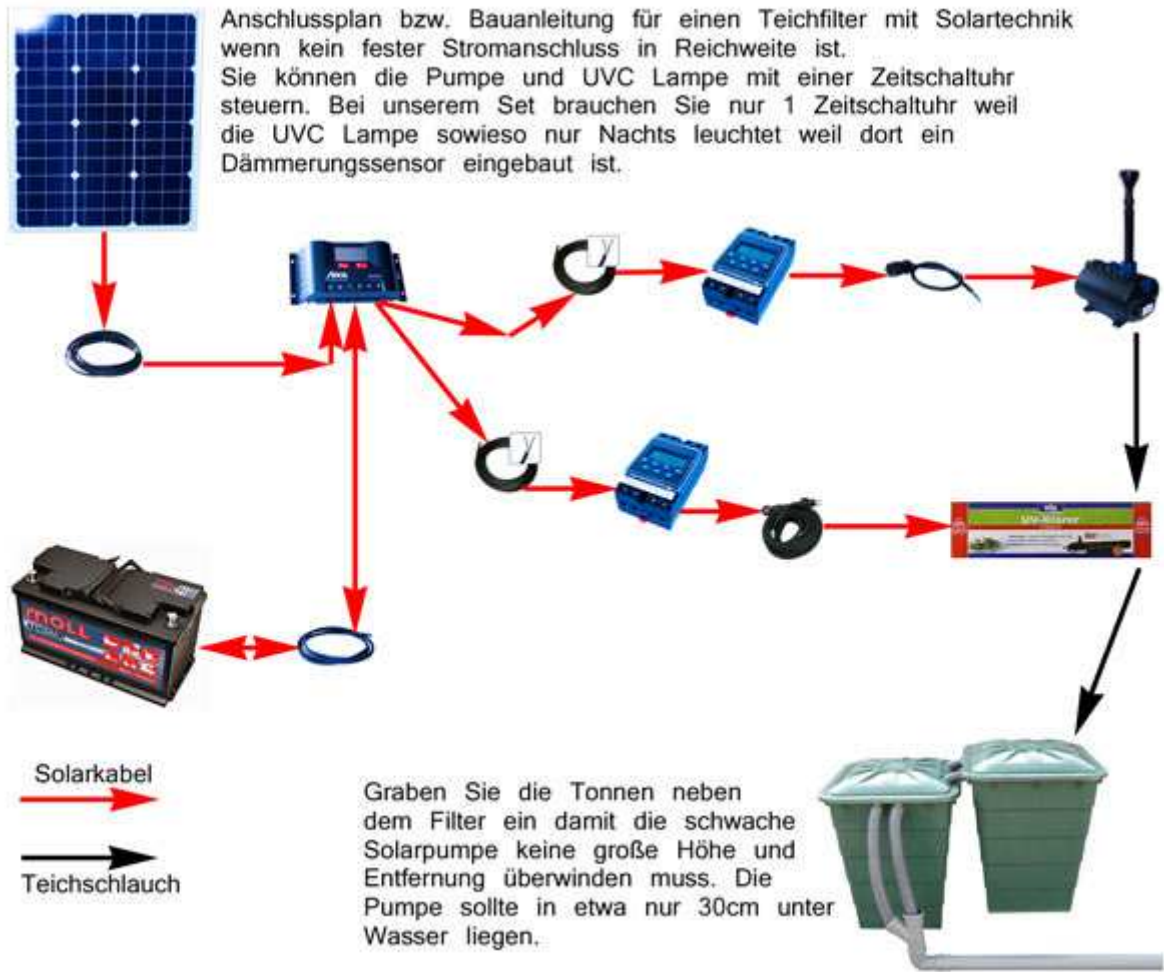 Anschlussplan bzw. Bauanleitung für einen Teichfilter mit Solartechnik
wenn kein fester Stromanschluss in Reichweite ist.
Sie können die Pumpe und UVC Lampe mit einer Zeitschaltuhr
steuern. Bei unserem Set brauchen Sie nur 1 Zeitschaltuhr weil
die UVC Lampe sowieso nur Nachts leuchtet weil dort ein
Dämmerungssensor eingebaut ist.
UV-Klärer
MOLL
Solarkabel
Teichschlauch
Graben Sie die Tonnen neben
dem Filter ein damit die schwache
Solarpumpe keine große Höhe und
Entfernung überwinden muss. Die
Pumpe sollte in etwa nur 30cm unter
Wasser liegen.